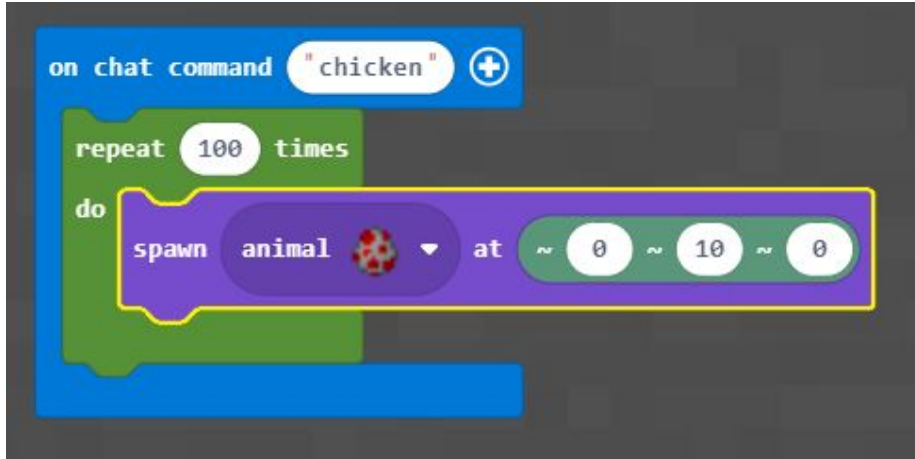 on chat command "chicken"
repeat 100 times
do
spawn animal at ~ 0 ~ 10 ~ 0